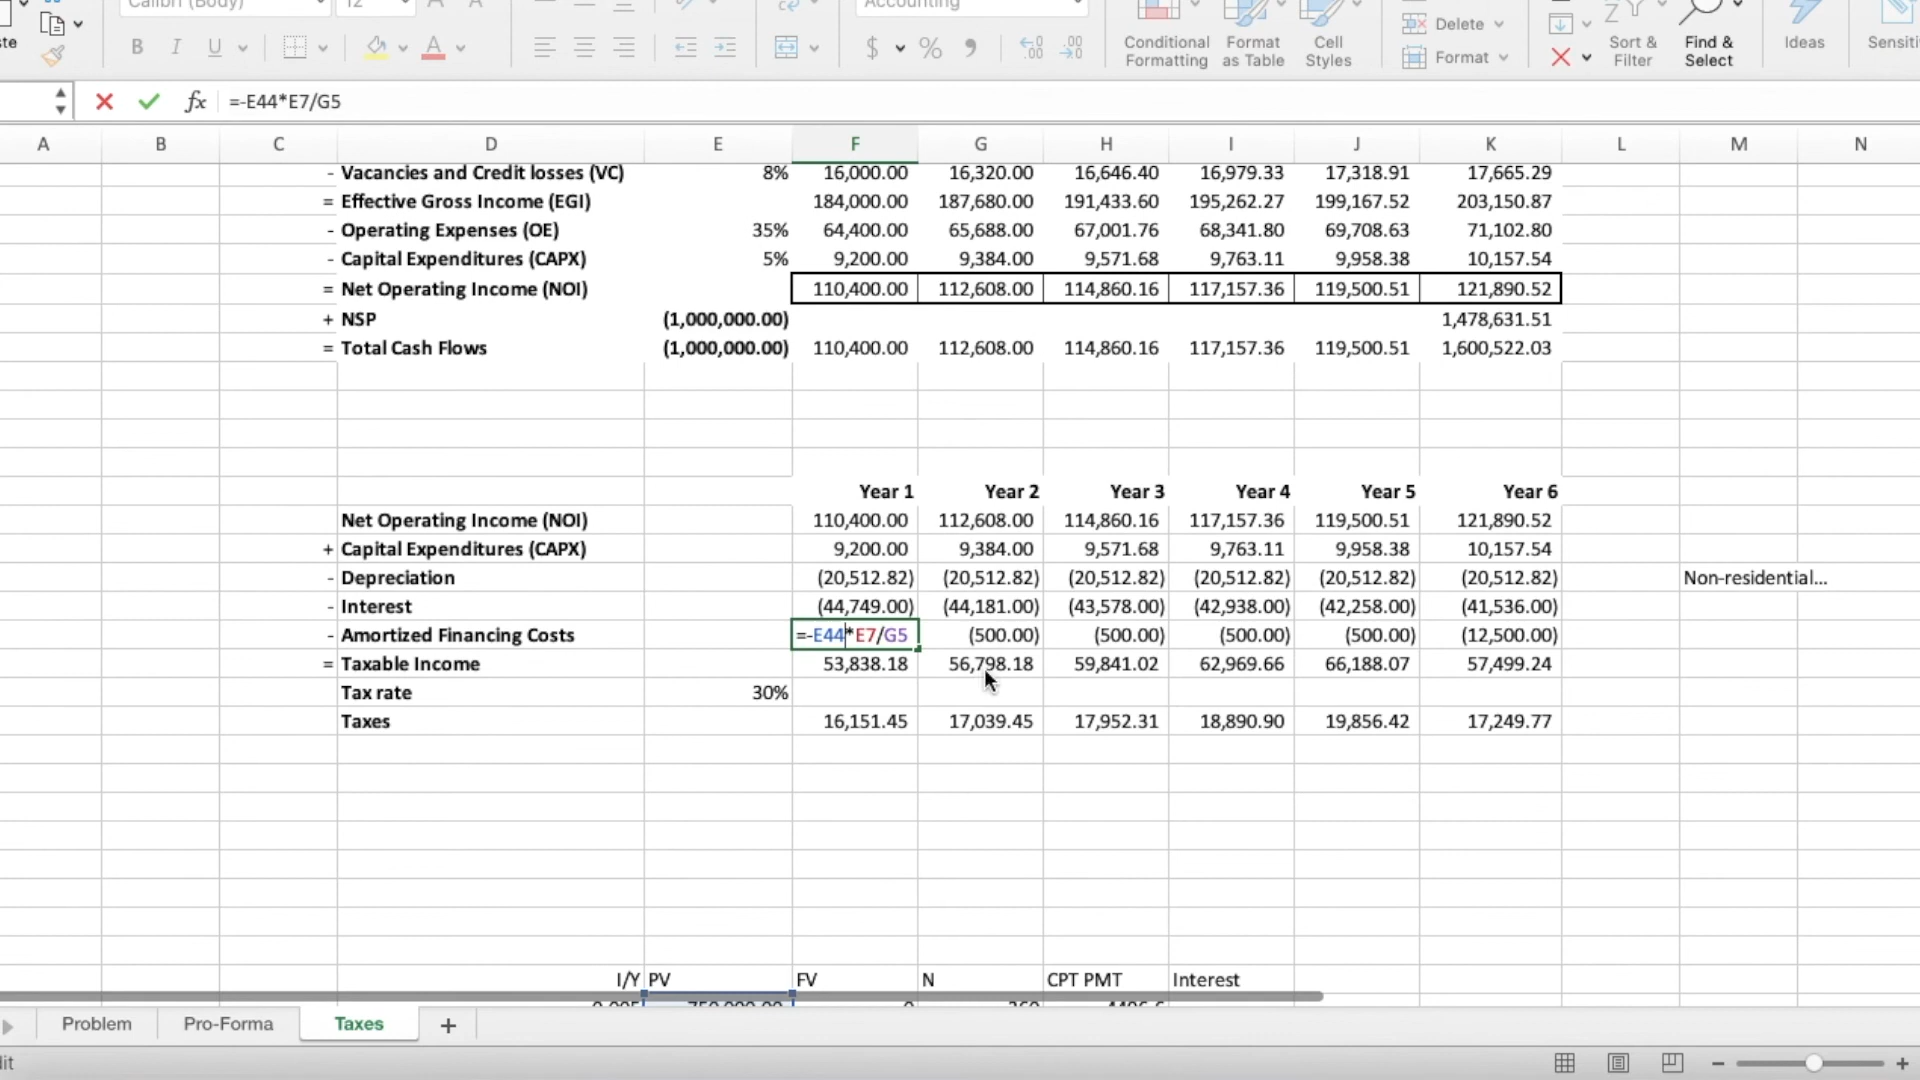 Calibri (Body) 12 Accounting
B I U $ % Conditional Formatting Format as Table Cell Styles Delete Format Sort & Filter Find & Select Ideas
fx =-E44*E7/G5
A B C D E F G H I J K L M N
- Vacancies and Credit losses (VC) 8% 16,000.00 16,320.00 16,646.40 16,979.33 17,318.91 17,665.29
= Effective Gross Income (EGI) 184,000.00 187,680.00 191,433.60 195,262.27 199,167.52 203,150.87
- Operating Expenses (OE) 35% 64,400.00 65,688.00 67,001.76 68,341.80 69,708.63 71,102.80
- Capital Expenditures (CAPX) 5% 9,200.00 9,384.00 9,571.68 9,763.11 9,958.38 10,157.54
= Net Operating Income (NOI) 110,400.00 112,608.00 114,860.16 117,157.36 119,500.51 121,890.52
+ NSP (1,000,000.00) 1,478,631.51
= Total Cash Flows (1,000,000.00) 110,400.00 112,608.00 114,860.16 117,157.36 119,500.51 1,600,522.03
Year 1 Year 2 Year 3 Year 4 Year 5 Year 6
Net Operating Income (NOI) 110,400.00 112,608.00 114,860.16 117,157.36 119,500.51 121,890.52
+ Capital Expenditures (CAPX) 9,200.00 9,384.00 9,571.68 9,763.11 9,958.38 10,157.54
- Depreciation (20,512.82) (20,512.82) (20,512.82) (20,512.82) (20,512.82) (20,512.82) Non-residential...
- Interest (44,749.00) (44,181.00) (43,578.00) (42,938.00) (42,258.00) (41,536.00)
- Amortized Financing Costs =-E44*E7/G5 (500.00) (500.00) (500.00) (500.00) (12,500.00)
= Taxable Income 53,838.18 56,798.18 59,841.02 62,969.66 66,188.07 57,499.24
Tax rate 30%
Taxes 16,151.45 17,039.45 17,952.31 18,890.90 19,856.42 17,249.77
I/Y PV FV N CPT PMT Interest
Problem Pro-Forma Taxes